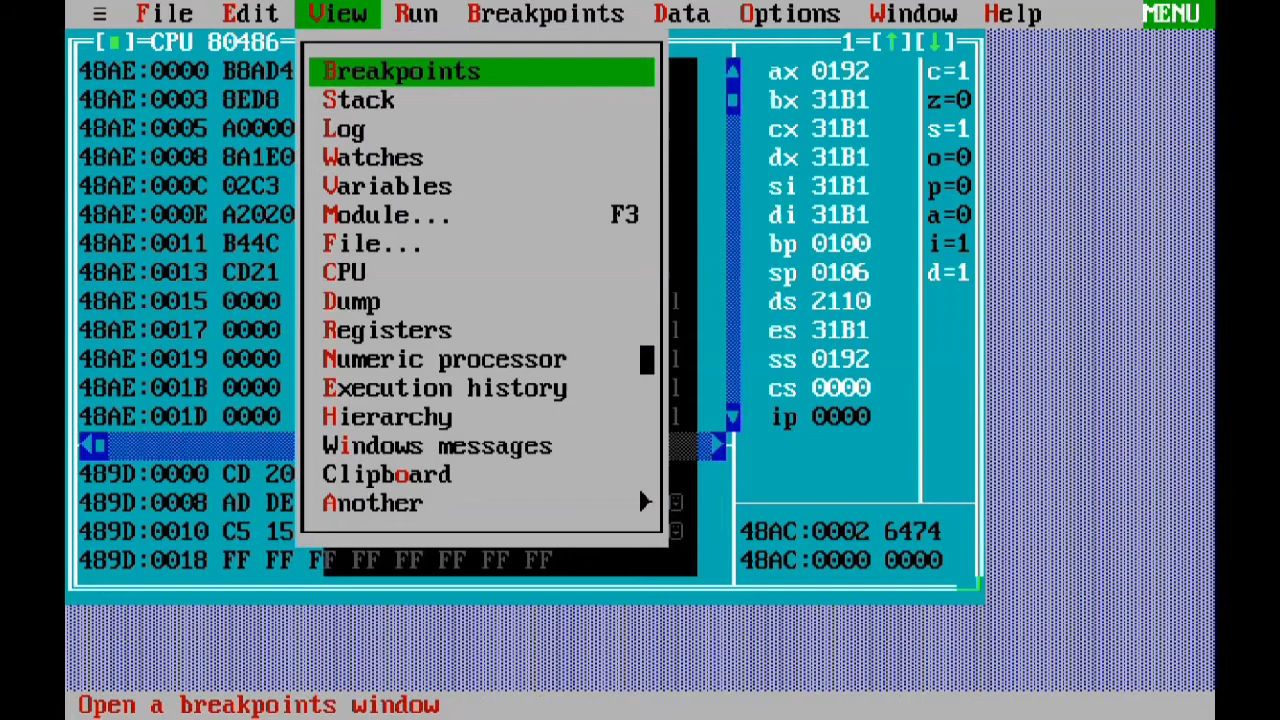 ≡ File Edit View Run Breakpoints Data Options Window Help MENU
[■]=CPU 80486 1=[↑][↓]
48AE:0000 B8AD4 Breakpoints ax 0192 c=1
48AE:0003 8ED8 Stack bx 31B1 z=0
48AE:0005 A0000 Log cx 31B1 s=1
48AE:0008 8A1E0 Watches dx 31B1 o=0
48AE:000C 02C3 Variables si 31B1 p=0
48AE:000E A2020 Module... F3 di 31B1 a=0
48AE:0011 B44C File... bp 0100 i=1
48AE:0013 CD21 CPU sp 0106 d=1
48AE:0015 0000 Dump l ds 2110
48AE:0017 0000 Registers l es 31B1
48AE:0019 0000 Numeric processor l ss 0192
48AE:001B 0000 Execution history l cs 0000
48AE:001D 0000 Hierarchy l ip 0000
Windows messages
489D:0000 CD 20 Clipboard
489D:0008 AD DE Another
489D:0010 C5 15 48AC:0002 6474
489D:0018 FF FF FF FF FF FF FF FF 48AC:0000 0000
Open a breakpoints window